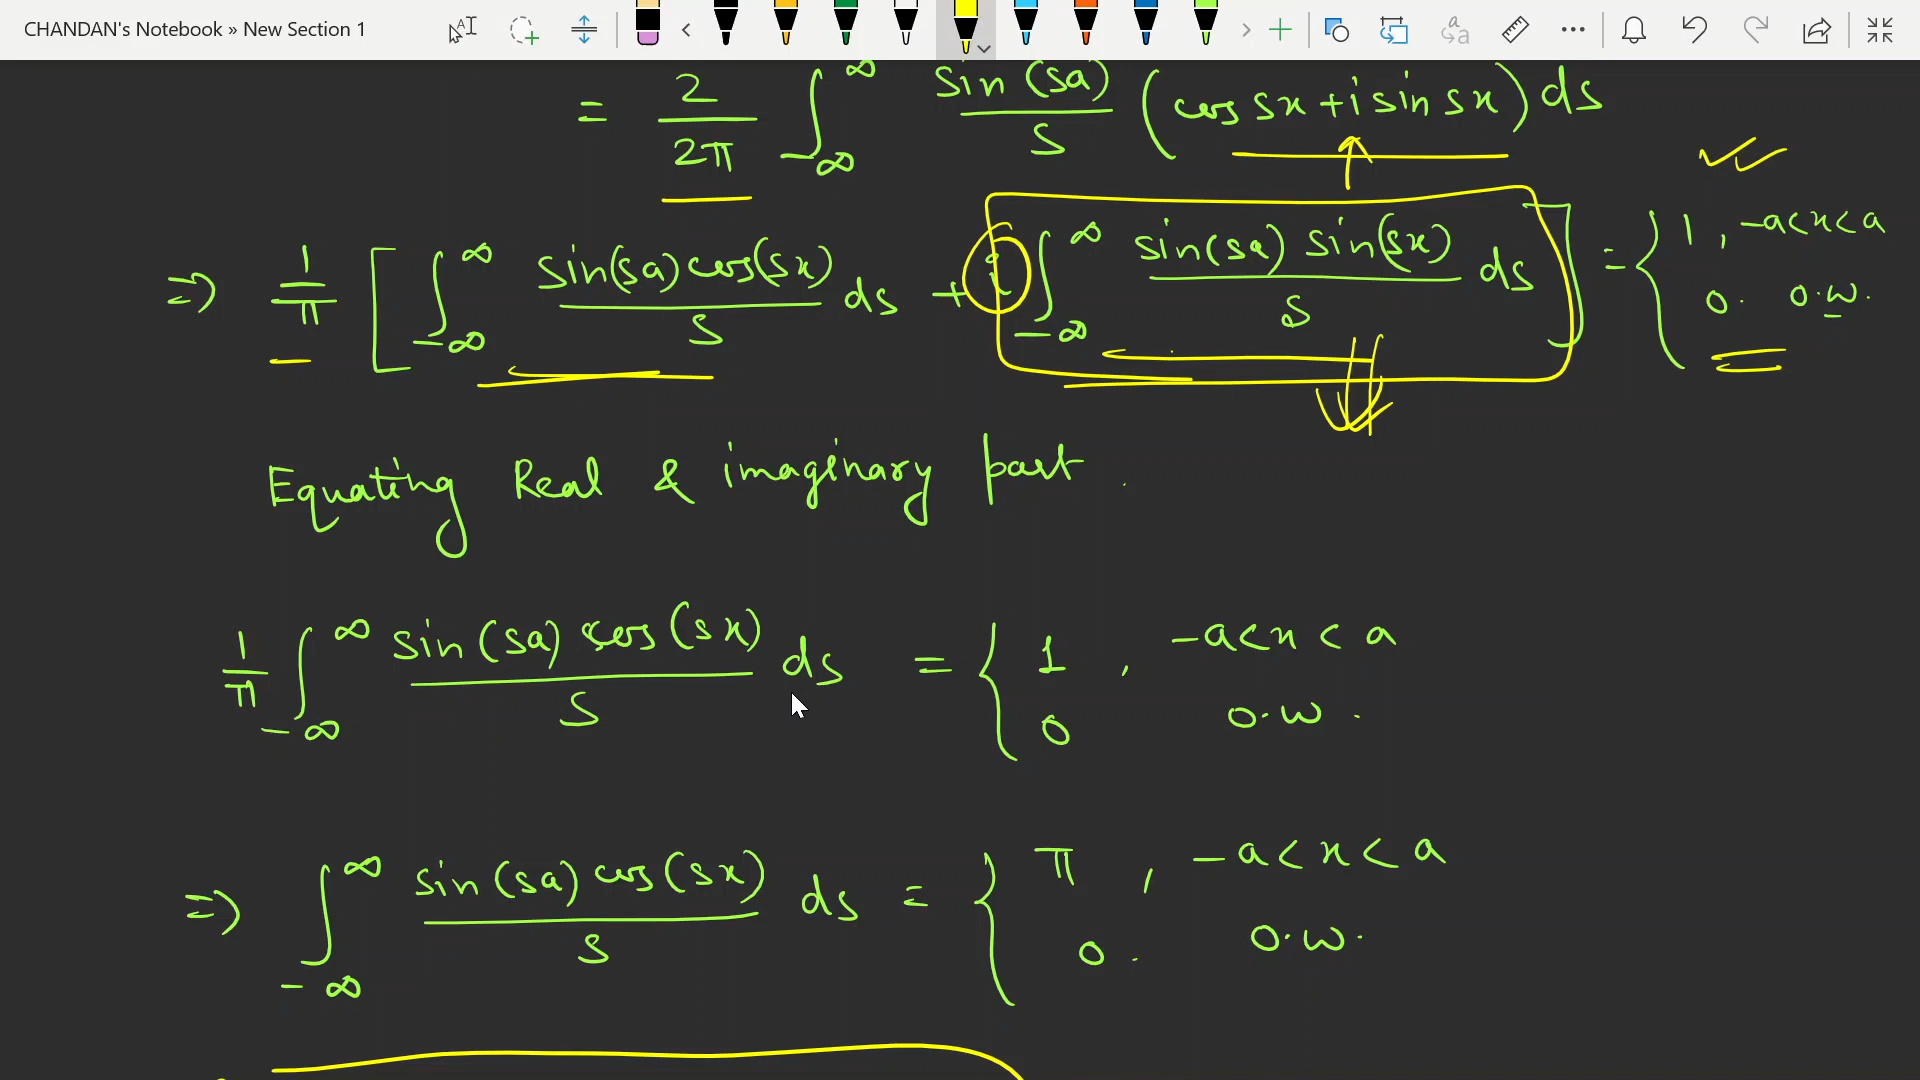 CHANDAN's Notebook » New Section 1
= 2/2π ∫_{-∞}^{∞} sin(sa)/s (cos sx + i sin sx) ds
⇒ 1/π [ ∫_{-∞}^{∞} sin(sa) cos(sx)/s ds + i ∫_{-∞}^{∞} sin(sa) sin(sx)/s ds ] = { 1, -a<x<a
0. o.w.
Equating Real & imaginary part.
1/π ∫_{-∞}^{∞} sin(sa) cos(sx)/s ds = { 1, -a<x<a
0 o.w.
⇒ ∫_{-∞}^{∞} sin(sa) cos(sx)/s ds = { π, -a<x<a
0. o.w.